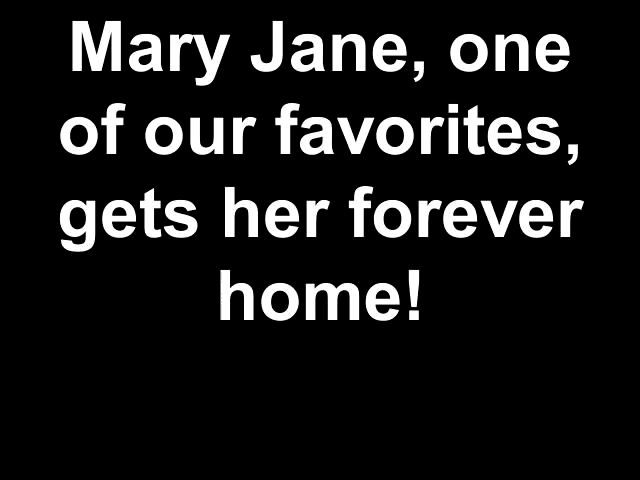 Mary Jane, one
of our favorites,
gets her forever
home!